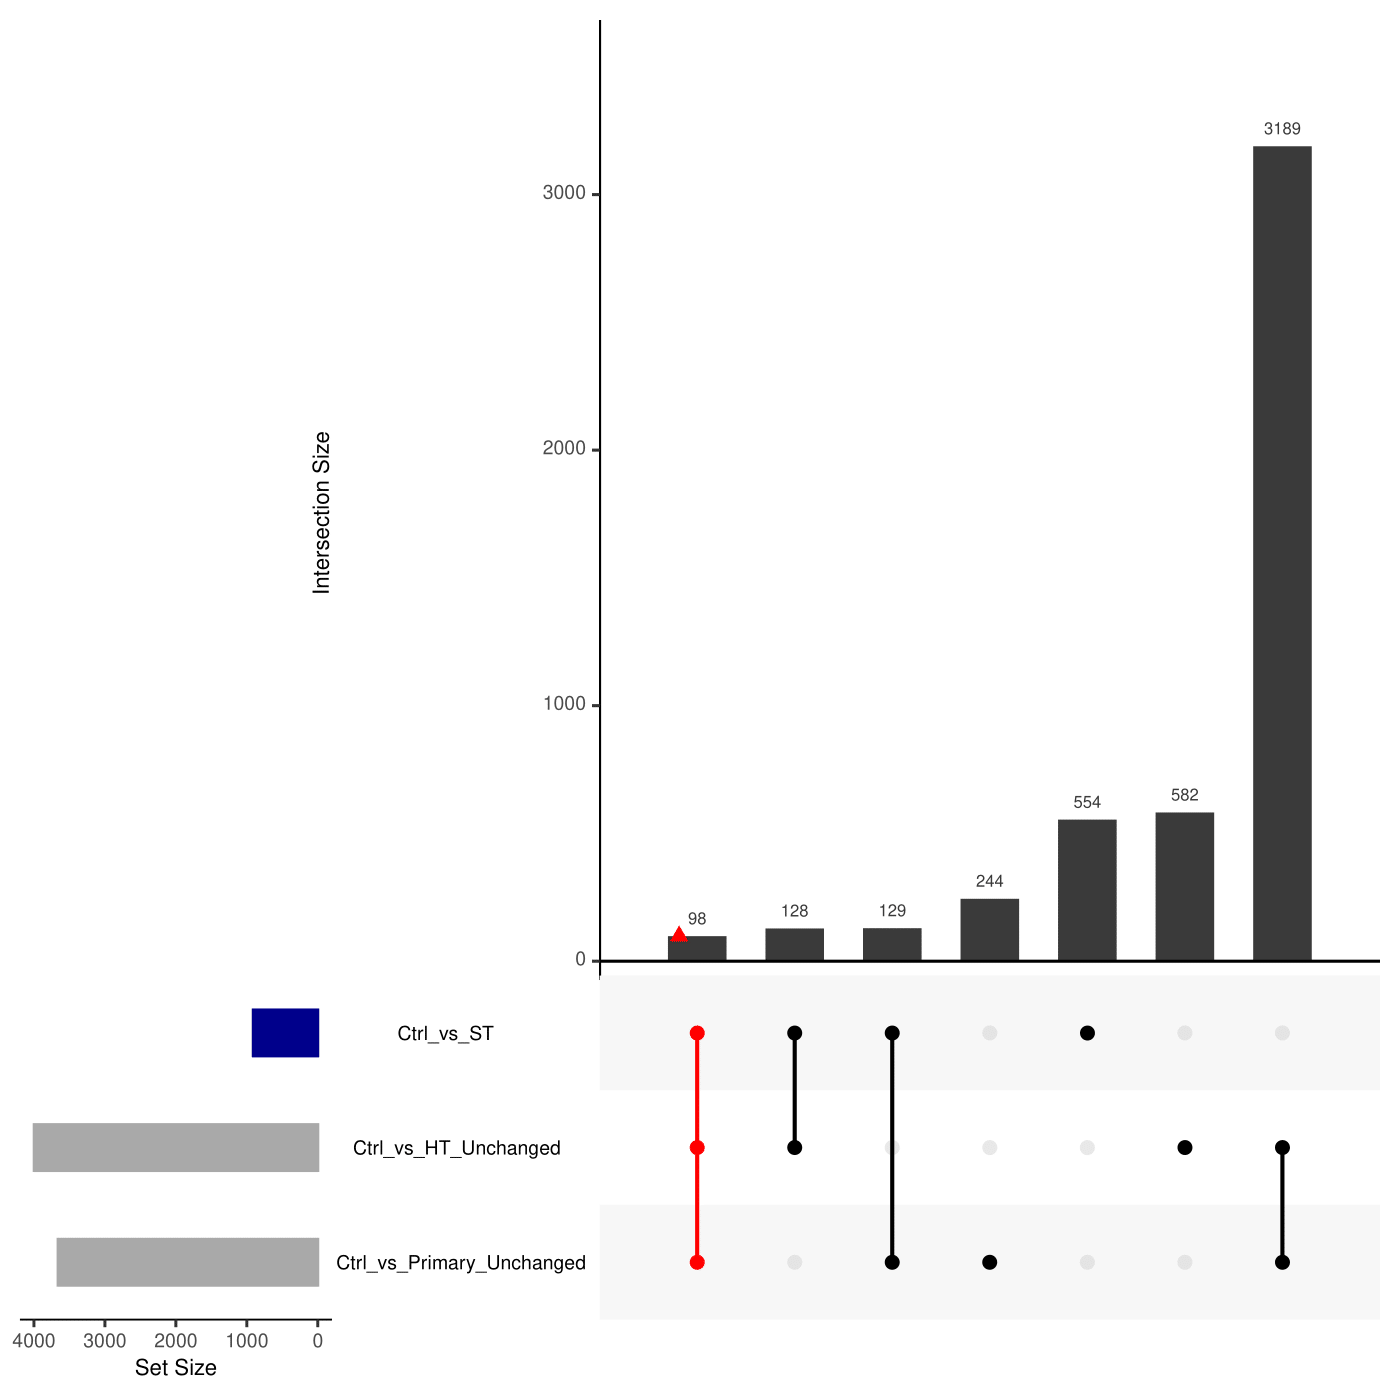 3189
3000
Intersection Size
2000
1000
554
582
244
98
128
129
0
Ctrl_vs_ST
Ctrl_vs_HT_Unchanged
Ctrl_vs_Primary_Unchanged
4000 3000 2000 1000 0
Set Size